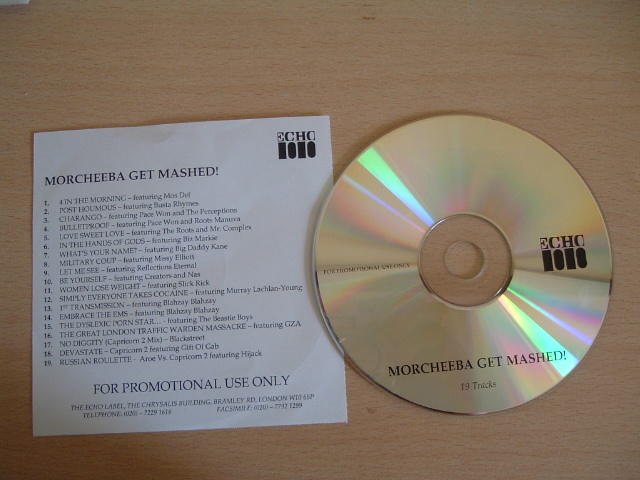 ECHO
MORCHEEBA GET MASHED!
1. 4 IN THE MORNING – featuring Mos Def
2. POST HOUMOUS – featuring Busta Rhymes
3. CHARANGO – featuring Pace Won and The Perceptions
4. BULLETPROOF – featuring Pace Won and Roots Manuva
5. LOVE SWEET LOVE – featuring The Roots and Mr. Complex
6. IN THE HANDS OF GODS – featuring Biz Markie
7. WHAT'S YOUR NAME? – featuring Big Daddy Kane
8. MILITARY COUP – featuring Missy Elliott
9. LET ME SEE – featuring Reflections Eternal
10. BE YOURSELF – featuring Creators and Nas
11. WOMEN LOSE WEIGHT – featuring Slick Rick
12. SIMPLY EVERYONE TAKES COCAINE – featuring Murray Lachlan-Young
13. 1ST TRANSMISSION – featuring Blahzay Blahzay
14. EMBRACE THE EMS – featuring Blahzay Blahzay
15. THE DYSLEXIC PORN STAR… – featuring The Beastie Boys
16. THE GREAT LONDON TRAFFIC WARDEN MASSACRE – featuring GZA
17. NO DIGGITY (Capricorn 2 Mix) – Blackstreet
18. DEVASTATE – Capricorn 2 featuring Gift Of Gab
19. RUSSIAN ROULETTE - Aroe Vs. Capricorn 2 featuring Hijack
FOR PROMOTIONAL USE ONLY
THE ECHO LABEL, THE CHRYSALIS BUILDING, BRAMLEY RD, LONDON W10 6SP
TELEPHONE: (020) – 7229 1616 FACSIMILE: (020) – 7792 1299
FOR PROMOTIONAL USE ONLY
ECHO
MORCHEEBA GET MASHED!
19 Tracks